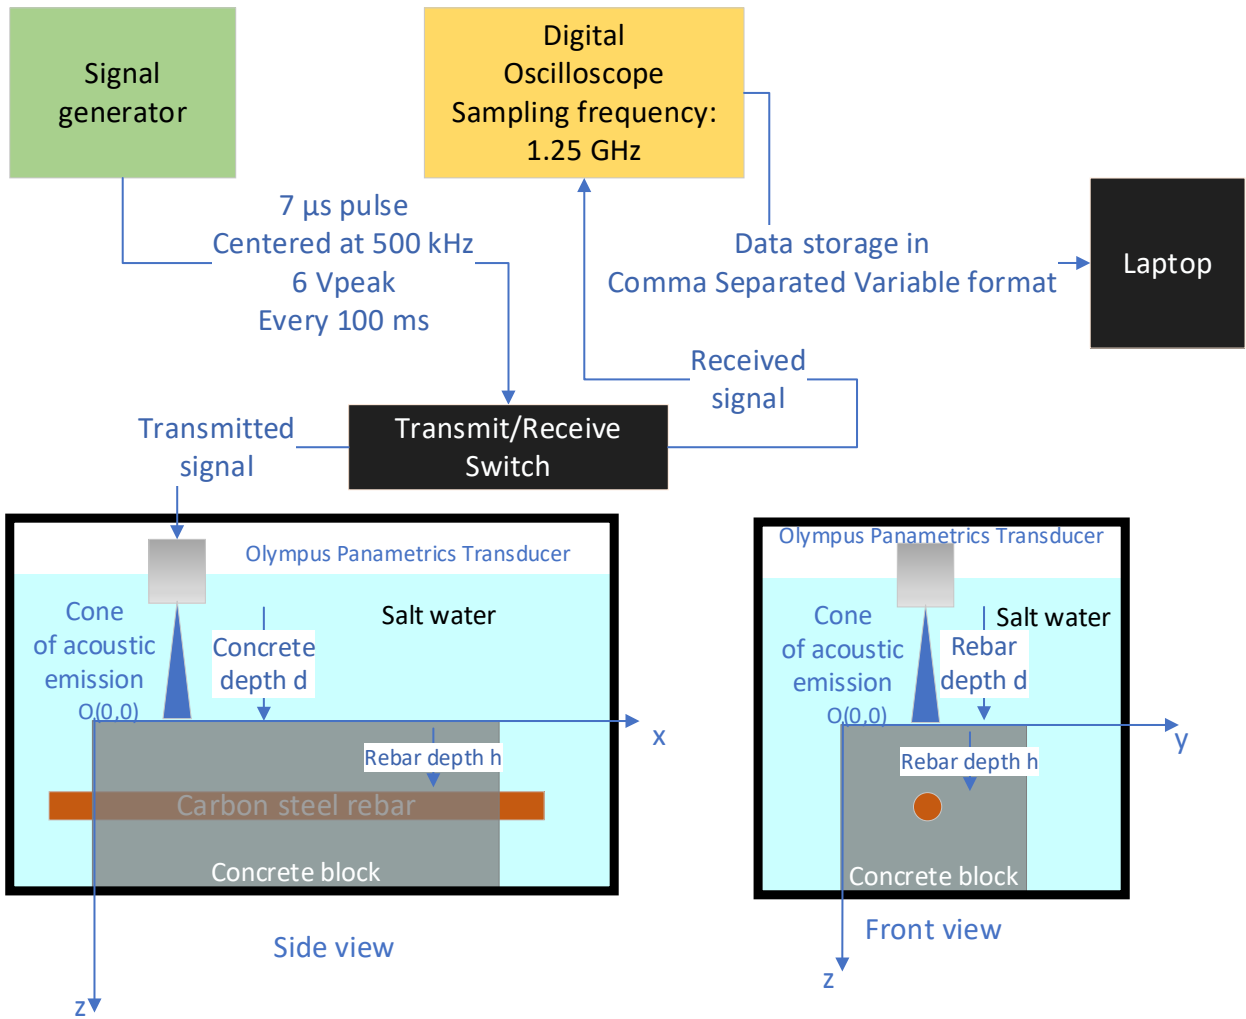 Signal
generator
Digital
Oscilloscope
Sampling frequency:
1.25 GHz
7 µs pulse
Centered at 500 kHz
6 Vpeak
Every 100 ms
Data storage in
Comma Separated Variable format
Laptop
Received
signal
Transmitted
signal
Transmit/Receive
Switch
Olympus Panametrics Transducer
Cone
of acoustic
emission
O(0,0)
Concrete
depth d
Salt water
x
Rebar depth h
Carbon steel rebar
Concrete block
Side view
z
Olympus Panametrics Transducer
Cone
of acoustic
emission
O(0,0)
Salt water
Rebar
depth d
y
Rebar depth h
Concrete block
Front view
z